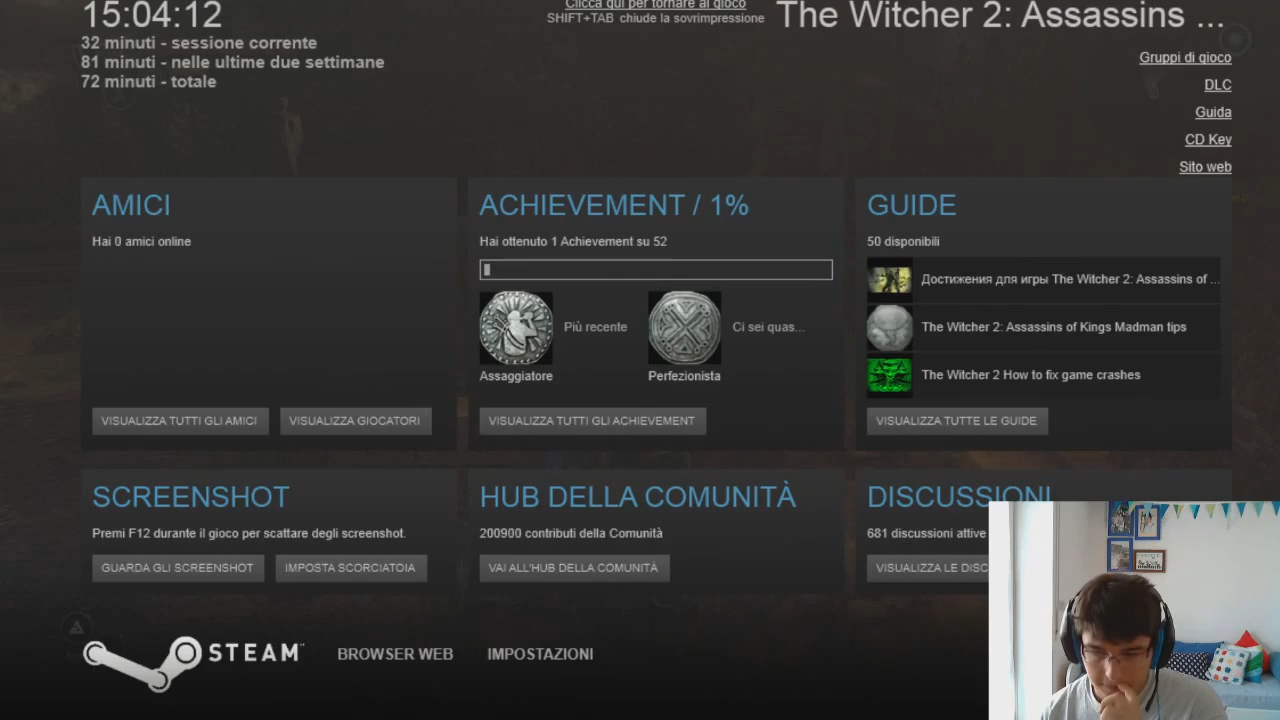 15:04:12
32 minuti - sessione corrente
81 minuti - nelle ultime due settimane
72 minuti - totale
Clicca qui per tornare al gioco
SHIFT+TAB chiude la sovrimpressione
The Witcher 2: Assassins ...
Gruppi di gioco
DLC
Guida
CD Key
Sito web
AMICI
Hai 0 amici online
VISUALIZZA TUTTI GLI AMICI
VISUALIZZA GIOCATORI
ACHIEVEMENT / 1%
Hai ottenuto 1 Achievement su 52
Più recente
Assaggiatore
Ci sei quas...
Perfezionista
VISUALIZZA TUTTI GLI ACHIEVEMENT
GUIDE
50 disponibili
Достижения для игры The Witcher 2: Assassins of ...
The Witcher 2: Assassins of Kings Madman tips
The Witcher 2 How to fix game crashes
VISUALIZZA TUTTE LE GUIDE
SCREENSHOT
Premi F12 durante il gioco per scattare degli screenshot.
GUARDA GLI SCREENSHOT
IMPOSTA SCORCIATOIA
HUB DELLA COMUNITÀ
200900 contributi della Comunità
VAI ALL'HUB DELLA COMUNITÀ
DISCUSSIONI
681 discussioni attive
VISUALIZZA LE DISC
STEAM™
BROWSER WEB
IMPOSTAZIONI